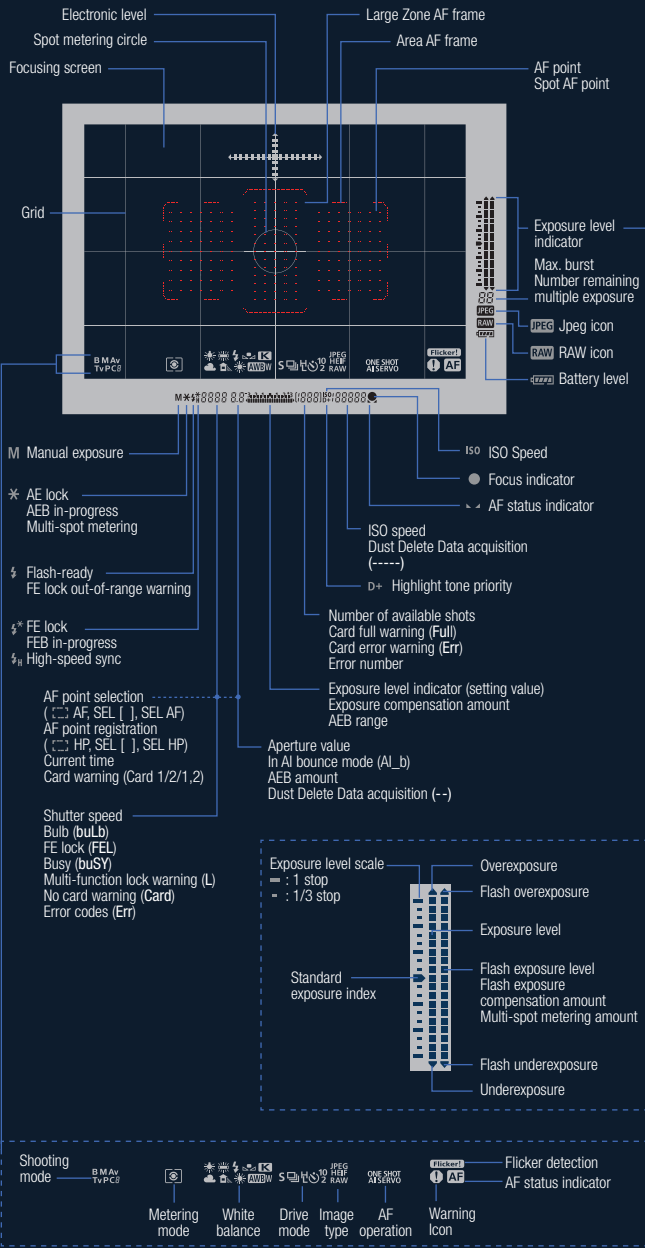 Electronic level
Large Zone AF frame
Spot metering circle
Area AF frame
Focusing screen
AF point
Spot AF point
Grid
Exposure level
indicator
Max. burst
Number remaining
multiple exposure
JPEG Jpeg icon
RAW RAW icon
Battery level
B M Av
Tv P C
K
AWB W
S H 10
2
JPEG
HEIF
RAW
ONE SHOT
AI SERVO
Flicker!
AF
M Manual exposure
ISO ISO Speed
Focus indicator
AE lock
AEB in-progress
Multi-spot metering
AF status indicator
ISO speed
Dust Delete Data acquisition
(-----)
Flash-ready
FE lock out-of-range warning
D+ Highlight tone priority
FE lock
FEB in-progress
H High-speed sync
Number of available shots
Card full warning (Full)
Card error warning (Err)
Error number
Exposure level indicator (setting value)
Exposure compensation amount
AEB range
AF point selection
( AF, SEL [ ], SEL AF)
AF point registration
( HP, SEL [ ], SEL HP)
Current time
Card warning (Card 1/2/1,2)
Aperture value
In AI bounce mode (AI_b)
AEB amount
Dust Delete Data acquisition (--)
Shutter speed
Bulb (buLb)
FE lock (FEL)
Busy (buSY)
Multi-function lock warning (L)
No card warning (Card)
Error codes (Err)
Exposure level scale
: 1 stop
: 1/3 stop
Overexposure
Flash overexposure
Exposure level
Standard
exposure index
Flash exposure level
Flash exposure
compensation amount
Multi-spot metering amount
Flash underexposure
Underexposure
Shooting
mode
B M Av
Tv P C
K
AWB W
S H 10
2
JPEG
HEIF
RAW
ONE SHOT
AI SERVO
Flicker!
AF
Flicker detection
AF status indicator
Metering
mode
White
balance
Drive
mode
Image
type
AF
operation
Warning
Icon